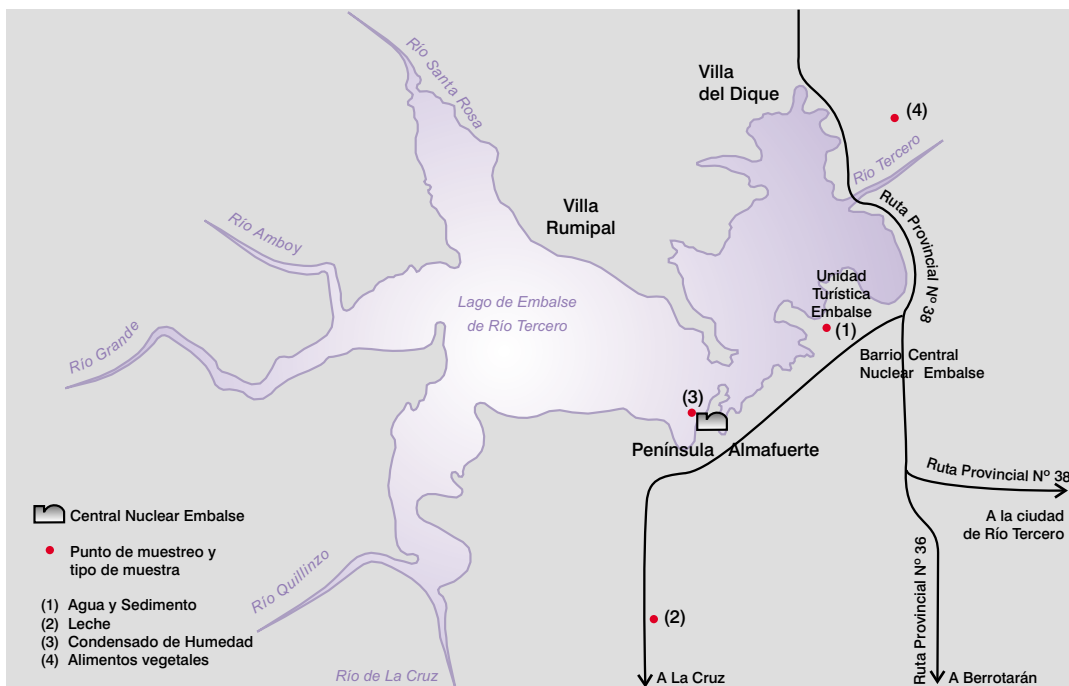 Río Santa Rosa
Villa
del Dique
(4)
Río Tercero
Ruta Provincial Nº 38
Río Amboy
Villa
Rumipal
Unidad
Turística
Embalse
(1)
Lago de Embalse
de Río Tercero
Río Grande
Barrio Central
Nuclear Embalse
(3)
Península Almafuerte
Ruta Provincial Nº 38
A la ciudad
de Río Tercero
Ruta Provincial Nº 36
Central Nuclear Embalse
Punto de muestreo y
tipo de muestra
Río Quillinzo
(1) Agua y Sedimento
(2) Leche
(3) Condensado de Humedad
(4) Alimentos vegetales
(2)
Río de La Cruz
A La Cruz
A Berrotarán